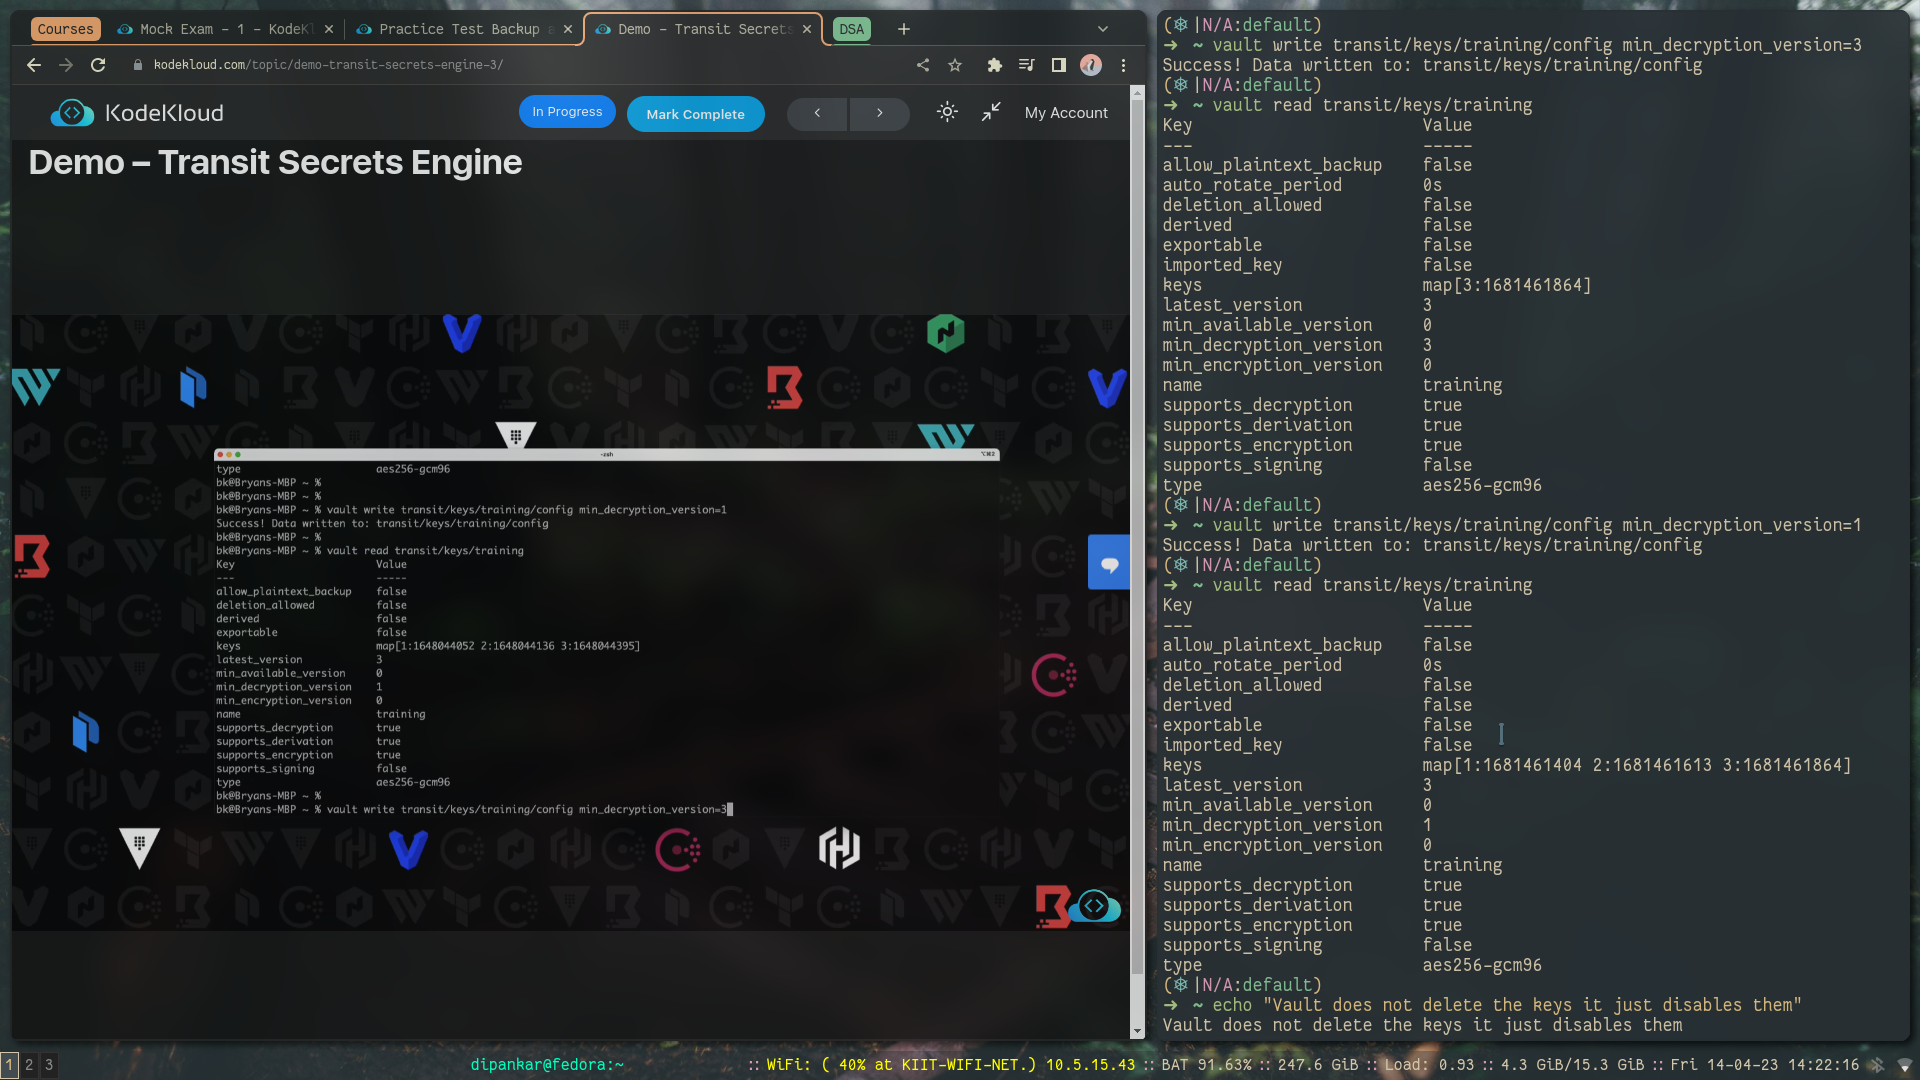 Courses
Mock Exam – 1 – KodeKl
Practice Test Backup a
Demo – Transit Secrets
DSA
kodekloud.com/topic/demo-transit-secrets-engine-3/
KodeKloud
In Progress
Mark Complete
My Account
Demo – Transit Secrets Engine
-zsh
⌥⌘2
type aes256-gcm96
bk@Bryans-MBP ~ %
bk@Bryans-MBP ~ %
bk@Bryans-MBP ~ % vault write transit/keys/training/config min_decryption_version=1
Success! Data written to: transit/keys/training/config
bk@Bryans-MBP ~ %
bk@Bryans-MBP ~ % vault read transit/keys/training
Key Value
--- -----
allow_plaintext_backup false
deletion_allowed false
derived false
exportable false
keys map[1:1648044052 2:1648044136 3:1648044395]
latest_version 3
min_available_version 0
min_decryption_version 1
min_encryption_version 0
name training
supports_decryption true
supports_derivation true
supports_encryption true
supports_signing false
type aes256-gcm96
bk@Bryans-MBP ~ %
bk@Bryans-MBP ~ % vault write transit/keys/training/config min_decryption_version=3
(☸ |N/A:default)
➜ ~ vault write transit/keys/training/config min_decryption_version=3
Success! Data written to: transit/keys/training/config
(☸ |N/A:default)
➜ ~ vault read transit/keys/training
Key Value
--- -----
allow_plaintext_backup false
auto_rotate_period 0s
deletion_allowed false
derived false
exportable false
imported_key false
keys map[3:1681461864]
latest_version 3
min_available_version 0
min_decryption_version 3
min_encryption_version 0
name training
supports_decryption true
supports_derivation true
supports_encryption true
supports_signing false
type aes256-gcm96
(☸ |N/A:default)
➜ ~ vault write transit/keys/training/config min_decryption_version=1
Success! Data written to: transit/keys/training/config
(☸ |N/A:default)
➜ ~ vault read transit/keys/training
Key Value
--- -----
allow_plaintext_backup false
auto_rotate_period 0s
deletion_allowed false
derived false
exportable false
imported_key false
keys map[1:1681461404 2:1681461613 3:1681461864]
latest_version 3
min_available_version 0
min_decryption_version 1
min_encryption_version 0
name training
supports_decryption true
supports_derivation true
supports_encryption true
supports_signing false
type aes256-gcm96
(☸ |N/A:default)
➜ ~ echo "Vault does not delete the keys it just disables them"
Vault does not delete the keys it just disables them
1 2 3
dipankar@fedora:~
:: WiFi: ( 40% at KIIT-WIFI-NET.) 10.5.15.43 :: BAT 91.63% :: 247.6 GiB :: Load: 0.93 :: 4.3 GiB/15.3 GiB :: Fri 14-04-23 14:22:16